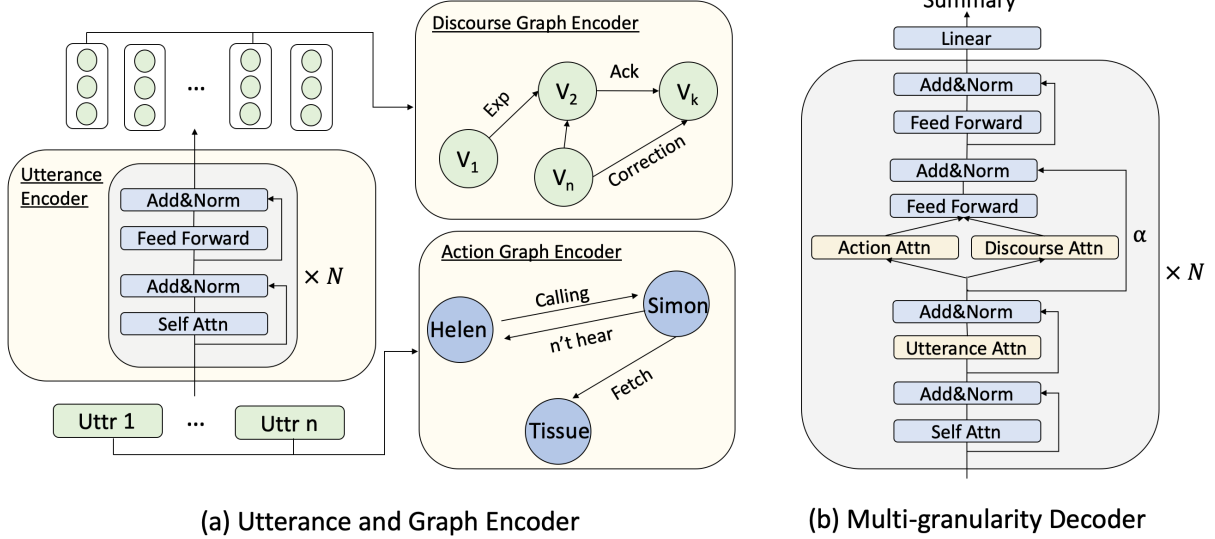 Utterance
Encoder
Add&Norm
Feed Forward
Add&Norm
Self Attn
× N
...
Uttr 1
...
Uttr n
Discourse Graph Encoder
V1
V2
Vk
Vn
Exp
Ack
Correction
Action Graph Encoder
Helen
Calling
Simon
n't hear
Fetch
Tissue
(a) Utterance and Graph Encoder
Summary
Linear
Add&Norm
Feed Forward
Add&Norm
Feed Forward
Action Attn
Discourse Attn
α
× N
Add&Norm
Utterance Attn
Add&Norm
Self Attn
(b) Multi-granularity Decoder